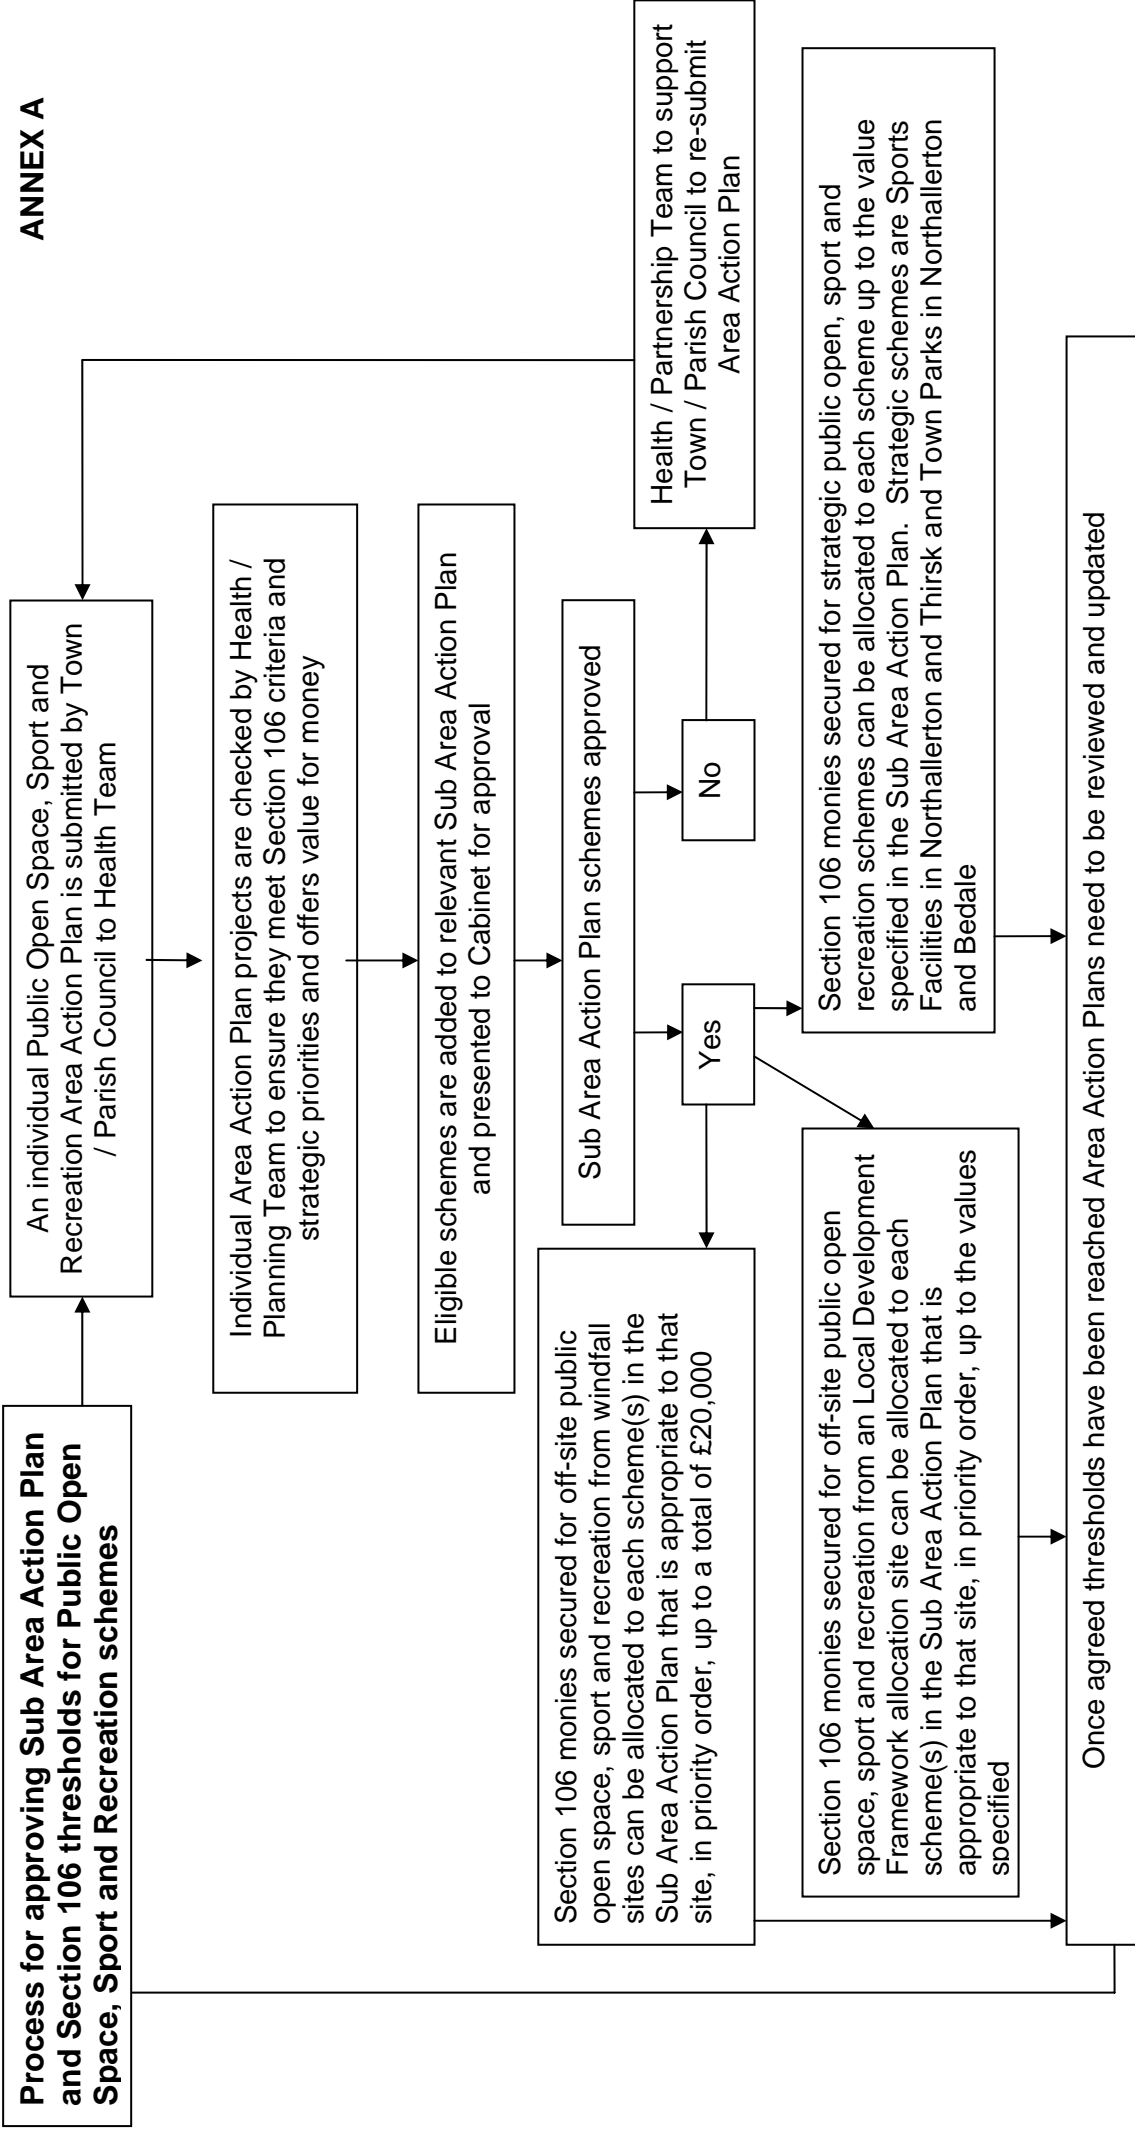 ANNEX A
Process for approving Sub Area Action Plan
and Section 106 thresholds for Public Open
Space, Sport and Recreation schemes
An individual Public Open Space, Sport and
Recreation Area Action Plan is submitted by Town
/ Parish Council to Health Team
Individual Area Action Plan projects are checked by Health /
Planning Team to ensure they meet Section 106 criteria and
strategic priorities and offers value for money
Eligible schemes are added to relevant Sub Area Action Plan
and presented to Cabinet for approval
Sub Area Action Plan schemes approved
Yes
No
Health / Partnership Team to support
Town / Parish Council to re-submit
Area Action Plan
Section 106 monies secured for off-site public
open space, sport and recreation from windfall
sites can be allocated to each scheme(s) in the
Sub Area Action Plan that is appropriate to that
site, in priority order, up to a total of £20,000
Section 106 monies secured for off-site public open
space, sport and recreation from an Local Development
Framework allocation site can be allocated to each
scheme(s) in the Sub Area Action Plan that is
appropriate to that site, in priority order, up to the values
specified
Section 106 monies secured for strategic public open, sport and
recreation schemes can be allocated to each scheme up to the value
specified in the Sub Area Action Plan.  Strategic schemes are Sports
Facilities in Northallerton and Thirsk and Town Parks in Northallerton
and Bedale
Once agreed thresholds have been reached Area Action Plans need to be reviewed and updated